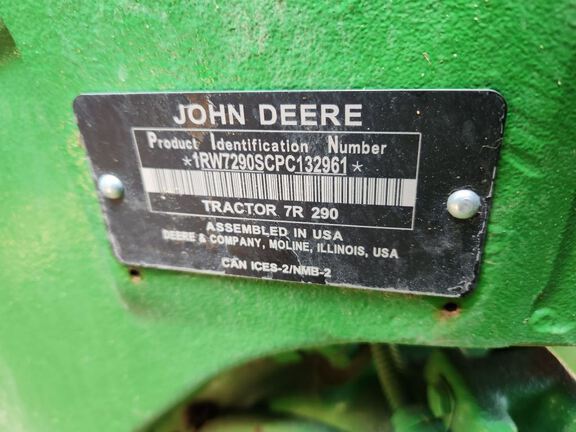 JOHN DEERE
Product Identification Number
*1RW7290SCPC132961*
TRACTOR 7R 290
ASSEMBLED IN USA
DEERE & COMPANY, MOLINE, ILLINOIS, USA
CAN ICES-2/NMB-2